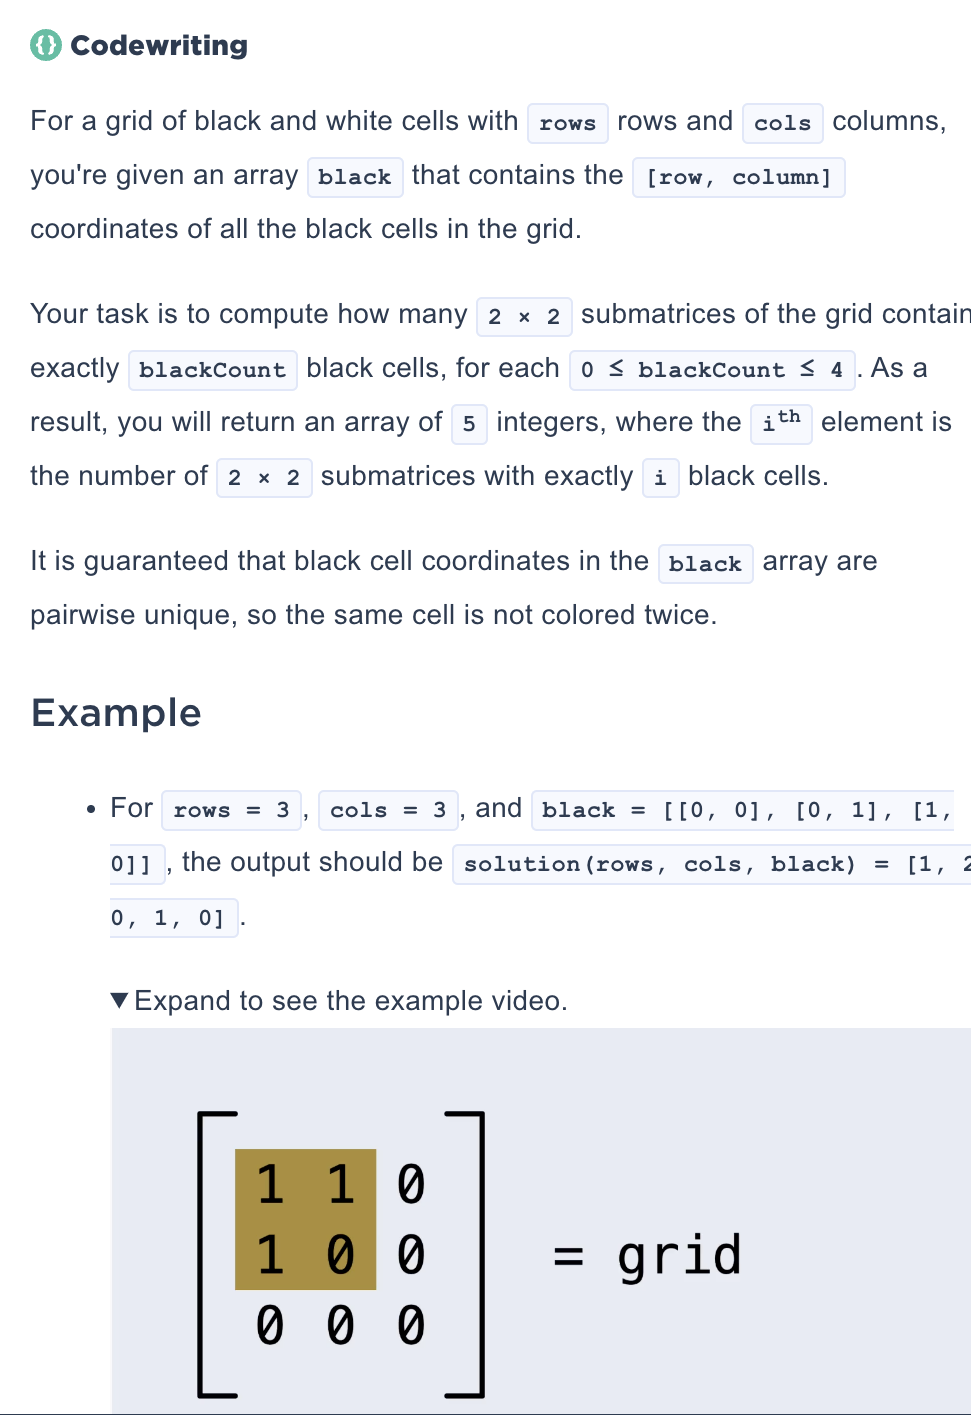 {} Codewriting
For a grid of black and white cells with rows rows and cols columns,
you're given an array black that contains the [row, column]
coordinates of all the black cells in the grid.
Your task is to compute how many 2 × 2 submatrices of the grid contain
exactly blackCount black cells, for each 0 ≤ blackCount ≤ 4. As a
result, you will return an array of 5 integers, where the ith element is
the number of 2 × 2 submatrices with exactly i black cells.
It is guaranteed that black cell coordinates in the black array are
pairwise unique, so the same cell is not colored twice.
Example
• For rows = 3, cols = 3, and black = [[0, 0], [0, 1], [1,
0]], the output should be solution(rows, cols, black) = [1, 2
0, 1, 0].
▼ Expand to see the example video.
1 1 0
1 0 0 = grid
0 0 0